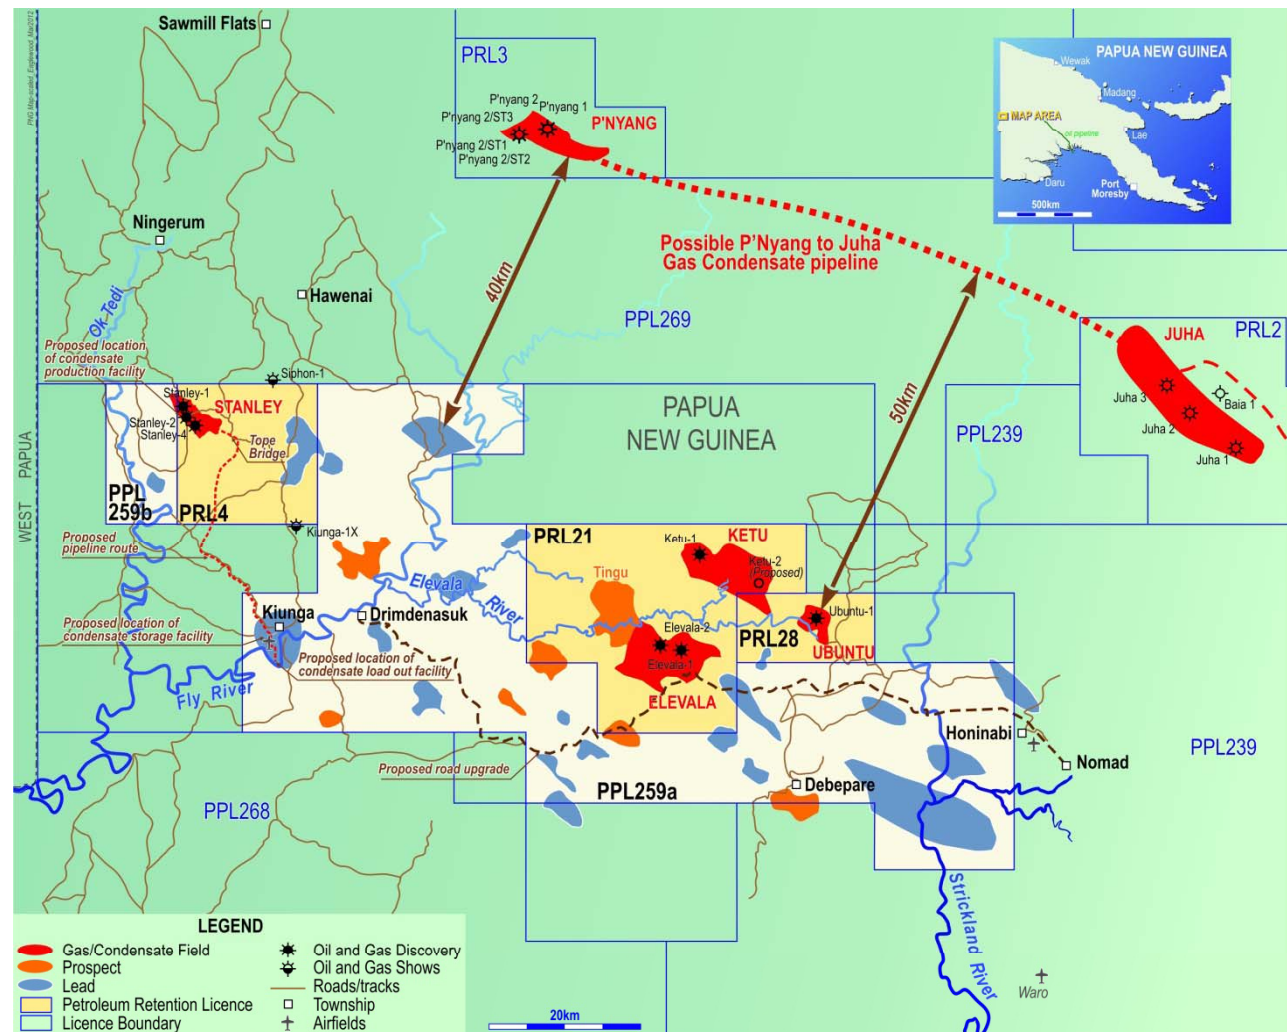 PNG Map-scaled_Englewood_Mar2012
Sawmill Flats
PRL3
P'nyang 2
P'nyang 1
P'nyang 2/ST3
P'NYANG
P'nyang 2/ST1
P'nyang 2/ST2
PAPUA NEW GUINEA
Wewak
Madang
MAP AREA
oil pipeline
Lae
Daru
Port
Moresby
500km
Ningerum
Possible P'Nyang to Juha
Gas Condensate pipeline
40km
50km
Hawenai
Ok Tedi
PPL269
Proposed location
of condensate
production facility
Siphon-1
JUHA
PRL2
Stanley-1
STANLEY
Stanley-2
Stanley-4
Tope
Bridge
PAPUA
NEW GUINEA
PPL239
Juha 3
Baia 1
Juha 2
Juha 1
WEST PAPUA
PPL
259b
PRL4
Kiunga-1X
PRL21
KETU
Ketu-1
Ketu-2
(Proposed)
Proposed
pipeline route
Tingu
Elevala
River
Kiunga
Drimdenasuk
Proposed location of
condensate storage facility
Elevala-2
Ubuntu-1
PRL28
UBUNTU
Elevala-1
Proposed location of
condensate load out facility
Fly River
ELEVALA
Honinabi
PPL239
Nomad
Proposed road upgrade
PPL259a
Debepare
PPL268
Strickland River
Waro
LEGEND
Gas/Condensate Field
Oil and Gas Discovery
Prospect
Oil and Gas Shows
Lead
Roads/tracks
Petroleum Retention Licence
Township
Licence Boundary
Airfields
20km